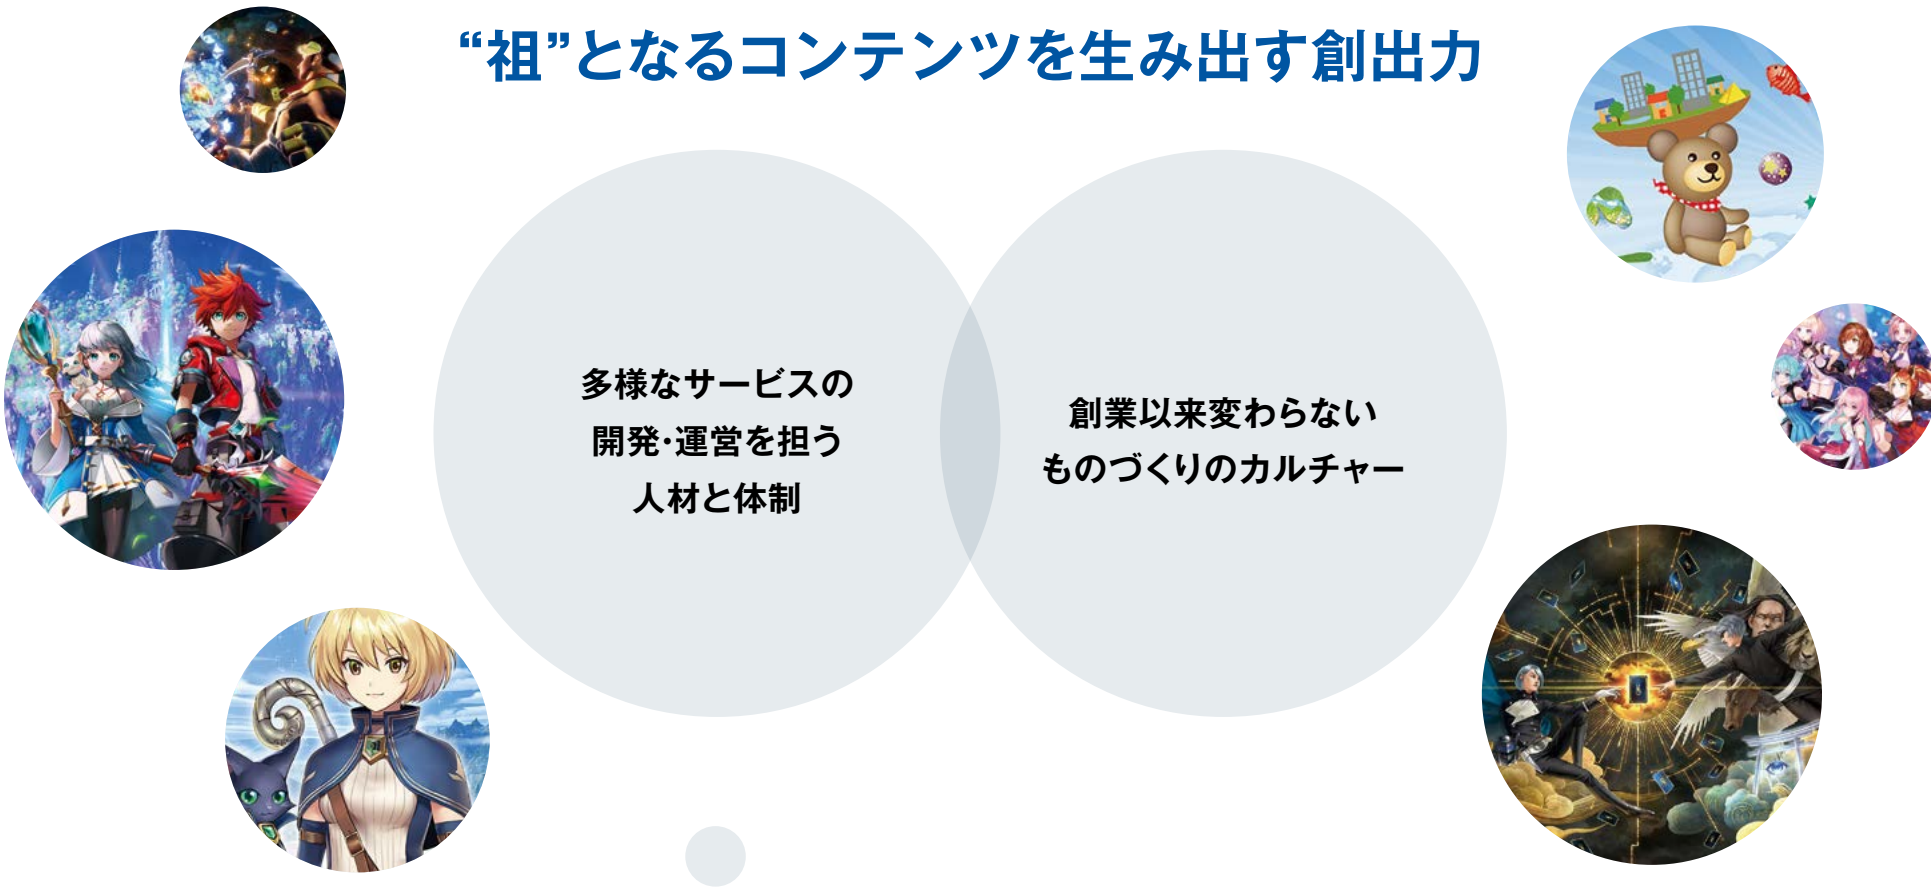 “祖”となるコンテンツを生み出す創出力
多様なサービスの
開発・運営を担う
人材と体制
創業以来変わらない
ものづくりのカルチャー